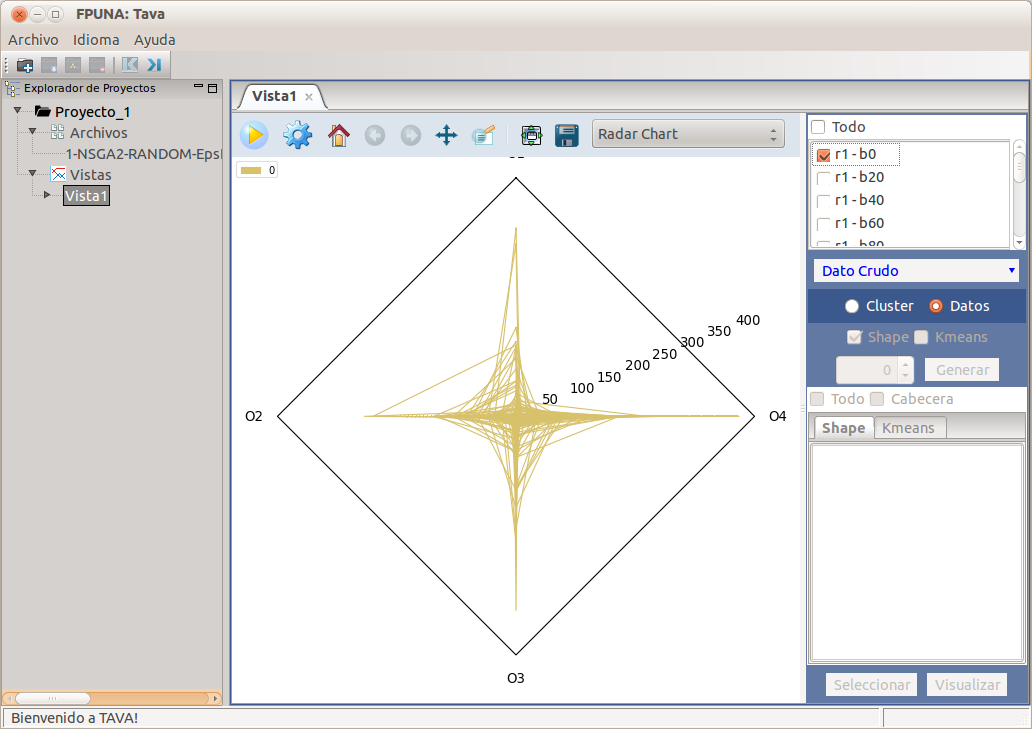 FPUNA: Tava
Archivo Idioma Ayuda
Explorador de Proyectos
Proyecto_1
Archivos
1-NSGA2-RANDOM-Eps
Vistas
Vista1
Vista1
Radar Chart
0
400
350
300
250
200
150
100
50
O2
O4
O3
Todo
r1 - b0
r1 - b20
r1 - b40
r1 - b60
r1 - b80
Dato Crudo
Cluster Datos
Shape Kmeans
0 Generar
Todo Cabecera
Shape Kmeans
Seleccionar Visualizar
Bienvenido a TAVA!